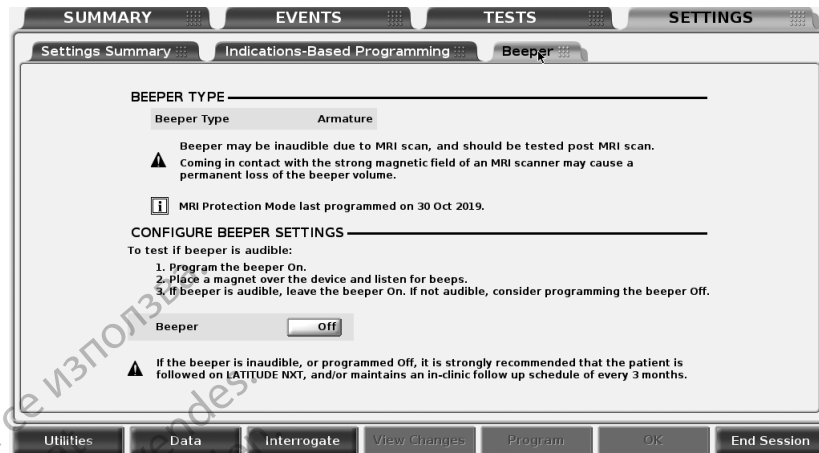 SUMMARY EVENTS TESTS SETTINGS
Settings Summary Indications-Based Programming Beeper
BEEPER TYPE
Beeper Type Armature
Beeper may be inaudible due to MRI scan, and should be tested post MRI scan.
Coming in contact with the strong magnetic field of an MRI scanner may cause a
permanent loss of the beeper volume.
i MRI Protection Mode last programmed on 30 Oct 2019.
CONFIGURE BEEPER SETTINGS
To test if beeper is audible:
1. Program the beeper On.
2. Place a magnet over the device and listen for beeps.
3. If beeper is audible, leave the beeper On. If not audible, consider programming the beeper Off.
Beeper Off
If the beeper is inaudible, or programmed Off, it is strongly recommended that the patient is
followed on LATITUDE NXT, and/or maintains an in-clinic follow up schedule of every 3 months.
се използва.
Utilities Data Interrogate View Changes Program OK End Session